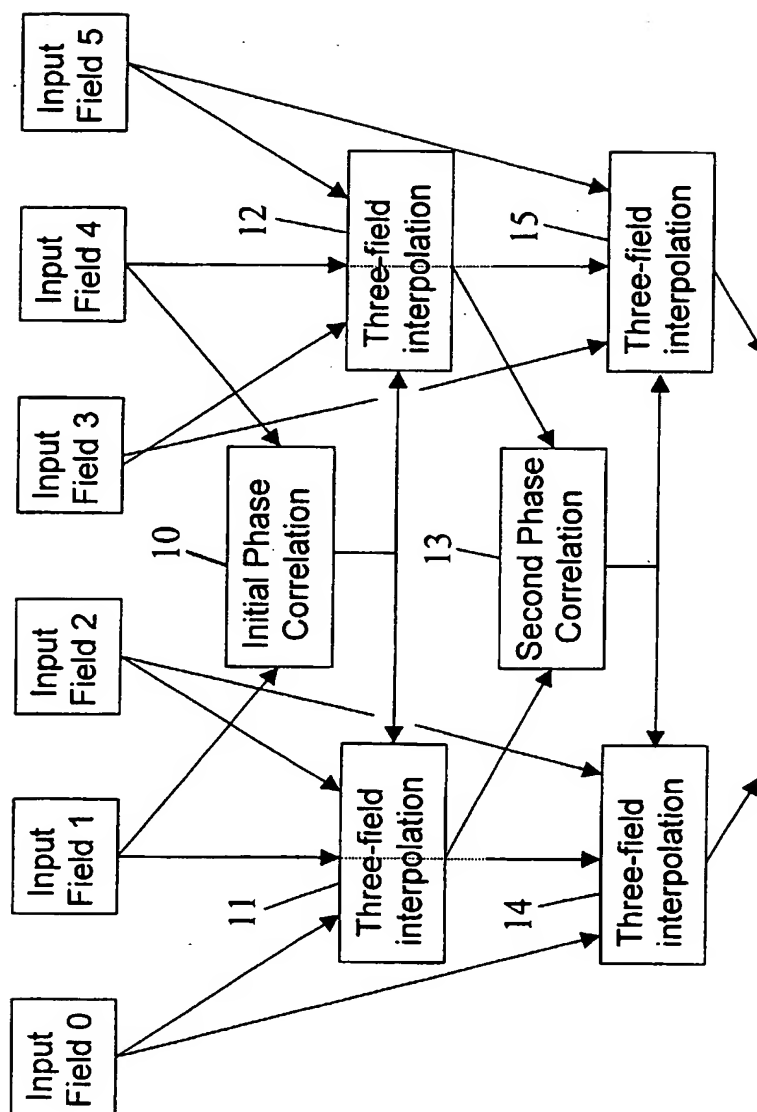 Input
Field 0
Input
Field 1
Input
Field 2
Input
Field 3
Input
Field 4
Input
Field 5
10
Initial Phase
Correlation
11
Three-field
interpolation
12
Three-field
interpolation
13
Second Phase
Correlation
14
Three-field
interpolation
15
Three-field
interpolation